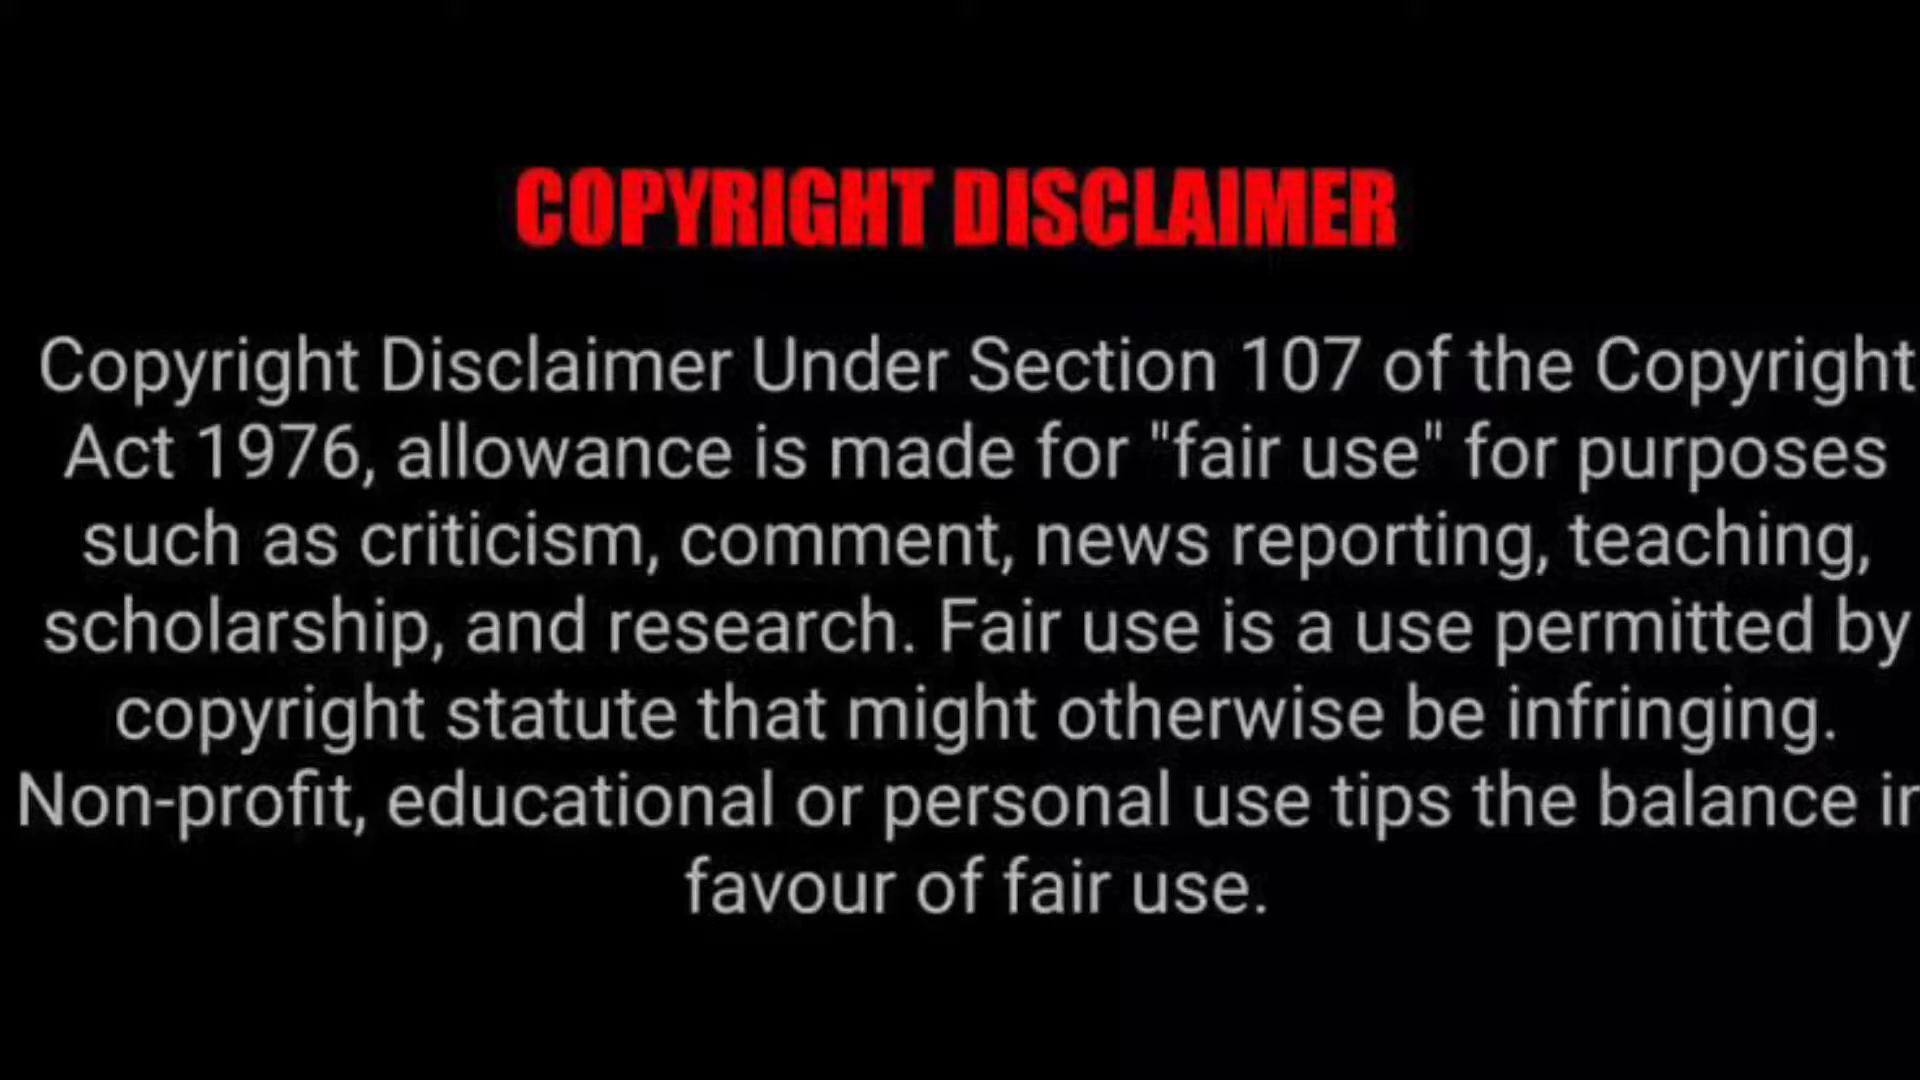 COPYRIGHT DISCLAIMER
Copyright Disclaimer Under Section 107 of the Copyright
Act 1976, allowance is made for "fair use" for purposes
such as criticism, comment, news reporting, teaching,
scholarship, and research. Fair use is a use permitted by
copyright statute that might otherwise be infringing.
Non-profit, educational or personal use tips the balance in
favour of fair use.